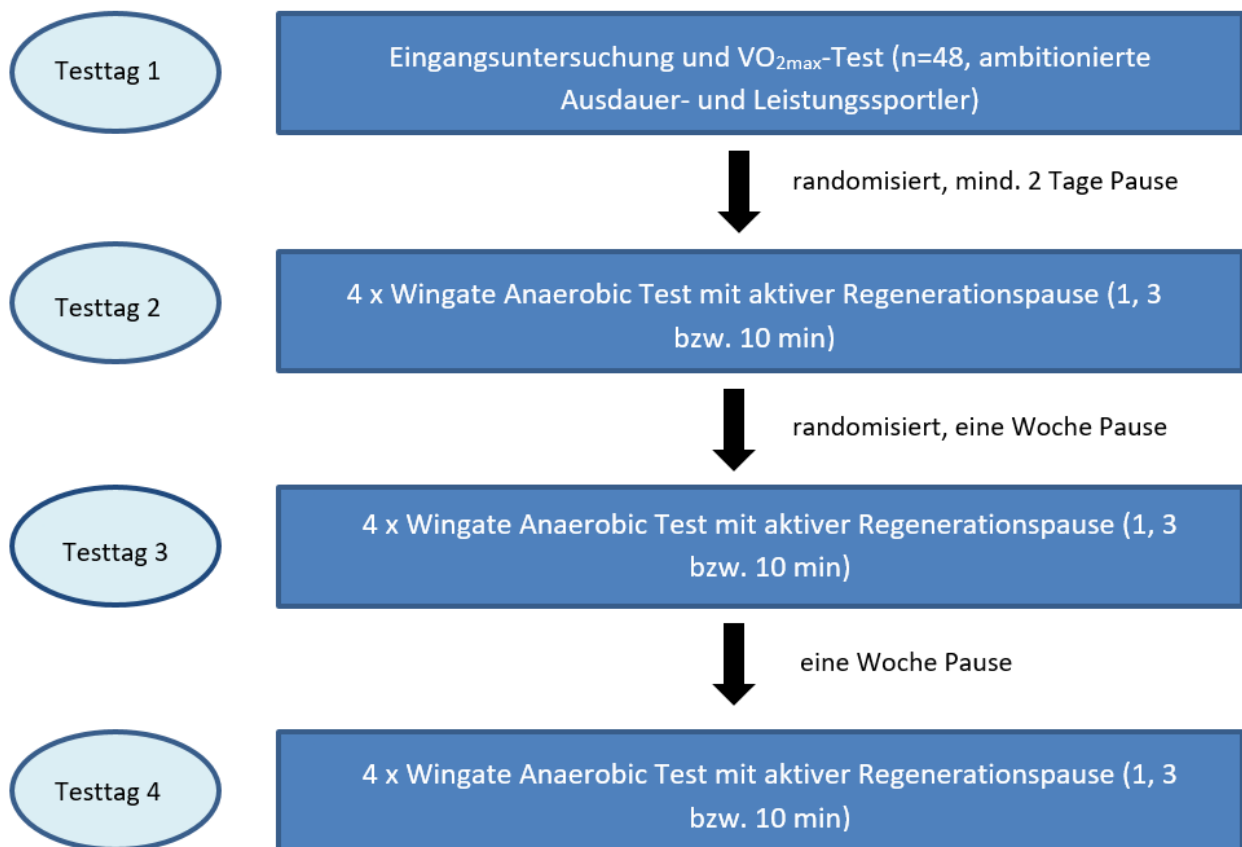 Testtag 1
Eingangsuntersuchung und VO2max-Test (n=48, ambitionierte
Ausdauer- und Leistungssportler)
randomisiert, mind. 2 Tage Pause
Testtag 2
4 x Wingate Anaerobic Test mit aktiver Regenerationspause (1, 3
bzw. 10 min)
randomisiert, eine Woche Pause
Testtag 3
4 x Wingate Anaerobic Test mit aktiver Regenerationspause (1, 3
bzw. 10 min)
eine Woche Pause
Testtag 4
4 x Wingate Anaerobic Test mit aktiver Regenerationspause (1, 3
bzw. 10 min)